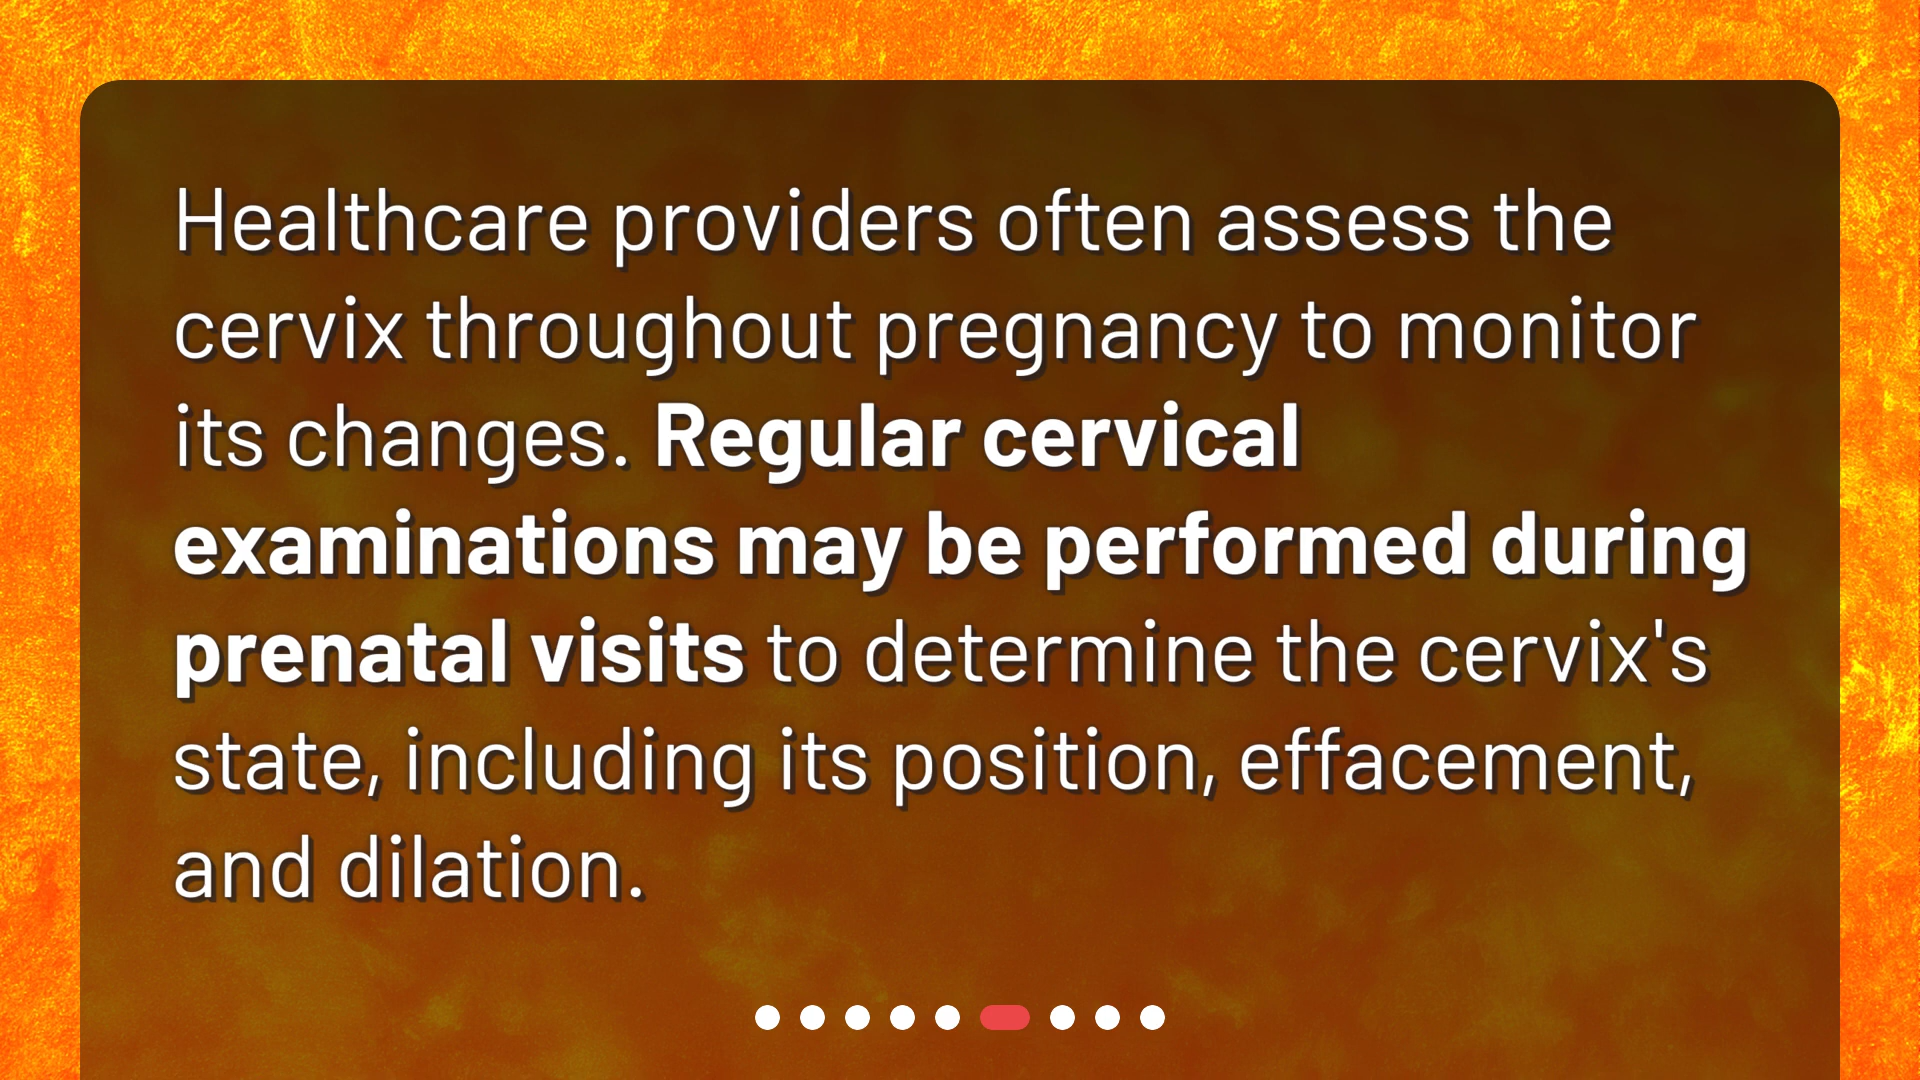 Healthcare providers often assess the
cervix throughout pregnancy to monitor
its changes. Regular cervical
examinations may be performed during
prenatal visits to determine the cervix's
state, including its position, effacement,
and dilation.